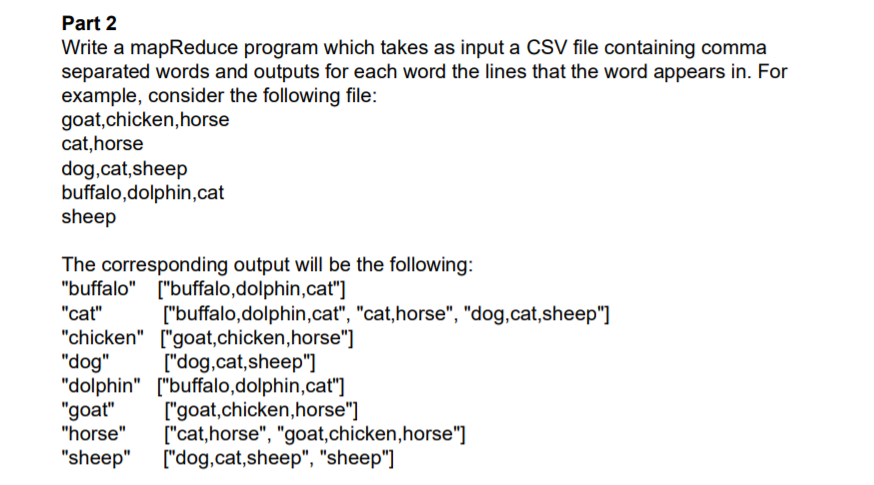 Part 2
Write a mapReduce program which takes as input a CSV file containing comma
separated words and outputs for each word the lines that the word appears in. For
example, consider the following file:
goat,chicken,horse
cat,horse
dog,cat,sheep
buffalo,dolphin,cat
sheep
The corresponding output will be the following:
"buffalo" ["buffalo,dolphin,cat"]
"cat" ["buffalo,dolphin,cat", "cat,horse", "dog,cat,sheep"]
"chicken" ["goat,chicken,horse"]
"dog" ["dog,cat,sheep"]
"dolphin" ["buffalo,dolphin,cat"]
"goat" ["goat,chicken,horse"]
"horse" ["cat,horse", "goat,chicken,horse"]
"sheep" ["dog,cat,sheep", "sheep"]